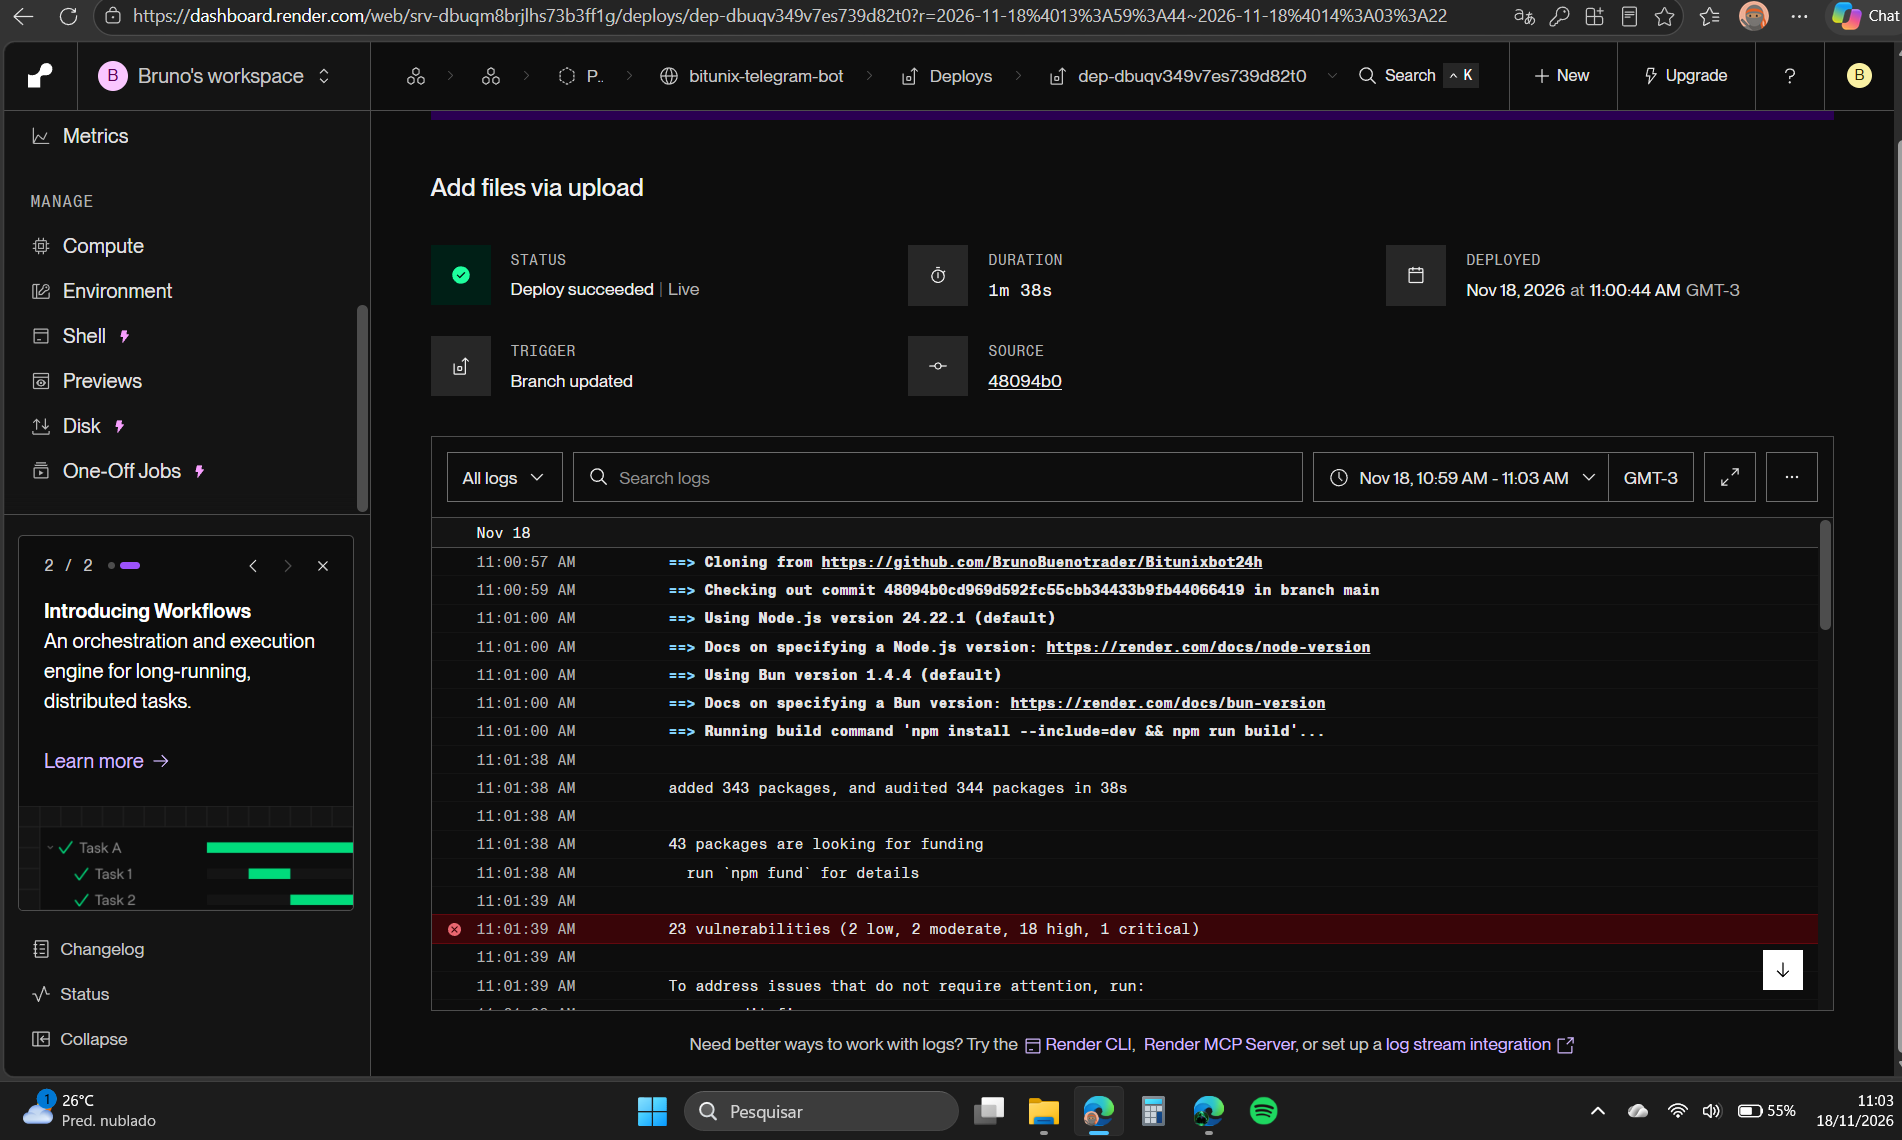 https://dashboard.render.com/web/srv-dbuqm8brjlhs73b3ff1g/deploys/dep-dbuqv349v7es739d82t0?r=2026-11-18%4013%3A59%3A44~2026-11-18%4014%3A03%3A22
Chat
B Bruno's workspace
P..
bitunix-telegram-bot
Deploys
dep-dbuqv349v7es739d82t0
Search ^ K
+ New
Upgrade
?
B
Metrics
MANAGE
Compute
Environment
Shell
Previews
Disk
One-Off Jobs
2 / 2
Introducing Workflows
An orchestration and execution
engine for long-running,
distributed tasks.
Learn more →
Task A
Task 1
Task 2
Changelog
Status
Collapse
Add files via upload
STATUS
Deploy succeeded | Live
DURATION
1m 38s
DEPLOYED
Nov 18, 2026 at 11:00:44 AM GMT-3
TRIGGER
Branch updated
SOURCE
48094b0
All logs
Search logs
Nov 18, 10:59 AM - 11:03 AM
GMT-3
...
Nov 18
11:00:57 AM ==> Cloning from https://github.com/BrunoBuenotrader/Bitunixbot24h
11:00:59 AM ==> Checking out commit 48094b0cd969d592fc55cbb34433b9fb44066419 in branch main
11:01:00 AM ==> Using Node.js version 24.22.1 (default)
11:01:00 AM ==> Docs on specifying a Node.js version: https://render.com/docs/node-version
11:01:00 AM ==> Using Bun version 1.4.4 (default)
11:01:00 AM ==> Docs on specifying a Bun version: https://render.com/docs/bun-version
11:01:00 AM ==> Running build command 'npm install --include=dev && npm run build'...
11:01:38 AM
11:01:38 AM added 343 packages, and audited 344 packages in 38s
11:01:38 AM
11:01:38 AM 43 packages are looking for funding
11:01:38 AM run `npm fund` for details
11:01:39 AM
11:01:39 AM 23 vulnerabilities (2 low, 2 moderate, 18 high, 1 critical)
11:01:39 AM
11:01:39 AM To address issues that do not require attention, run:
Need better ways to work with logs? Try the Render CLI, Render MCP Server, or set up a log stream integration
1
26°C
Pred. nublado
Pesquisar
55%
11:03
18/11/2026